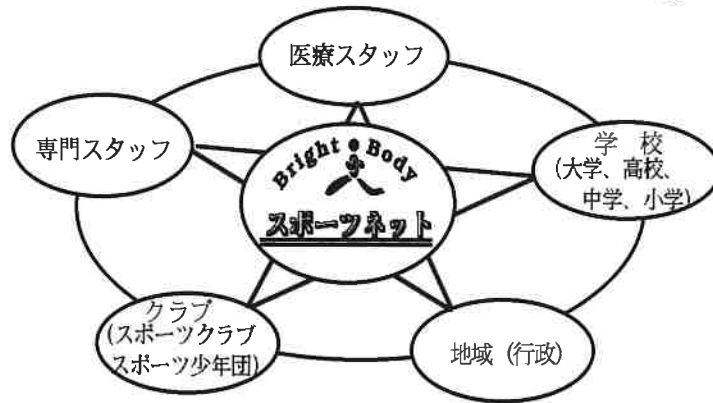 医療スタッフ
専門スタッフ
学 校
(大学、高校、
中学、小学)
Bright Body
スポーツネット
クラブ
(スポーツクラブ
スポーツ少年団)
地域（行政）